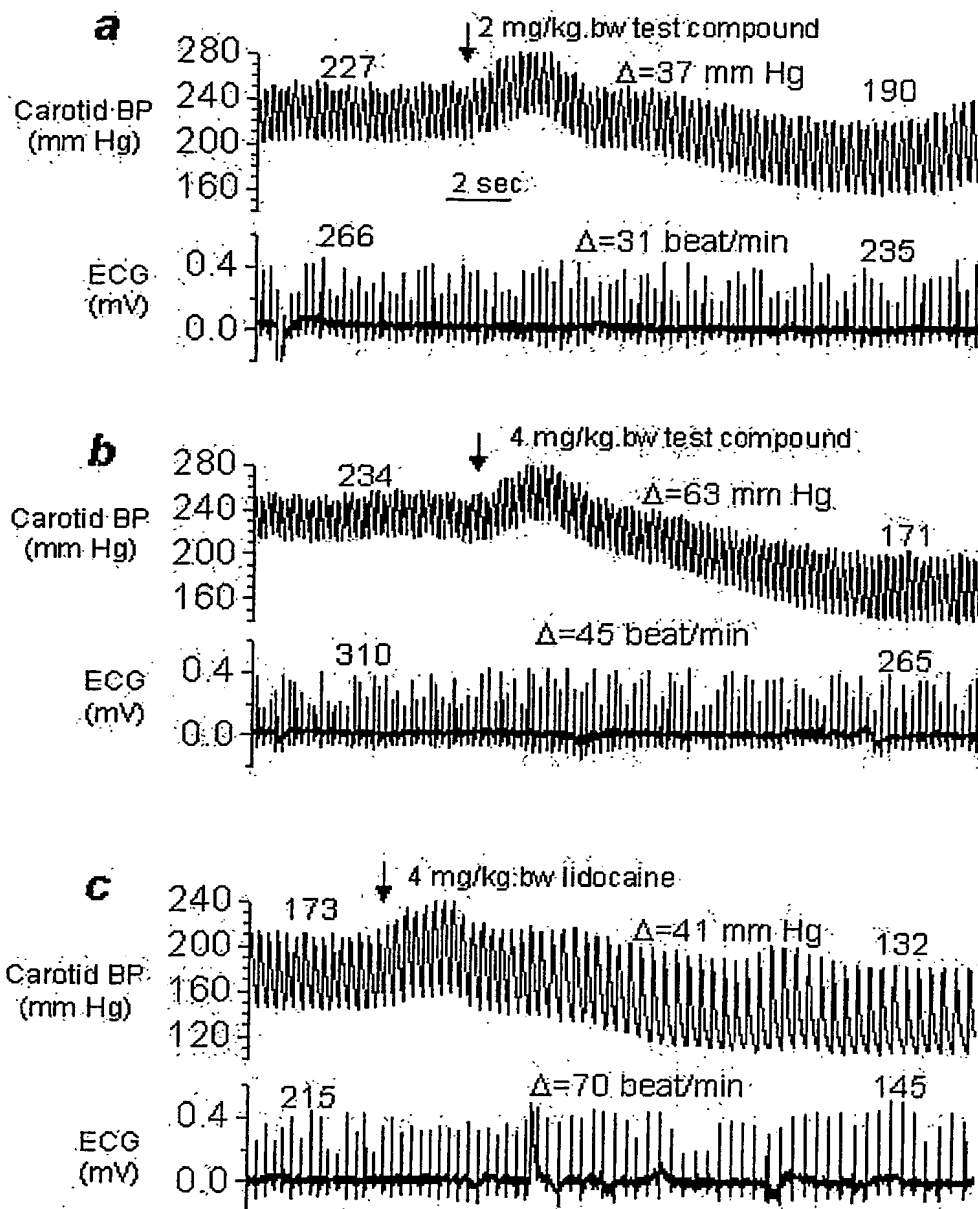 a
2 mg/kg.bw test compound
280
240
200
160
Carotid BP
(mm Hg)
227
Δ=37 mm Hg
190
2 sec
266
Δ=31 beat/min
235
ECG
(mV)
0.4
0.0
b
4 mg/kg.bw test compound
280
240
200
160
Carotid BP
(mm Hg)
234
Δ=63 mm Hg
171
Δ=45 beat/min
310
265
ECG
(mV)
0.4
0.0
c
4 mg/kg.bw lidocaine
240
200
160
120
Carotid BP
(mm Hg)
173
Δ=41 mm Hg
132
215
Δ=70 beat/min
145
ECG
(mV)
0.4
0.0